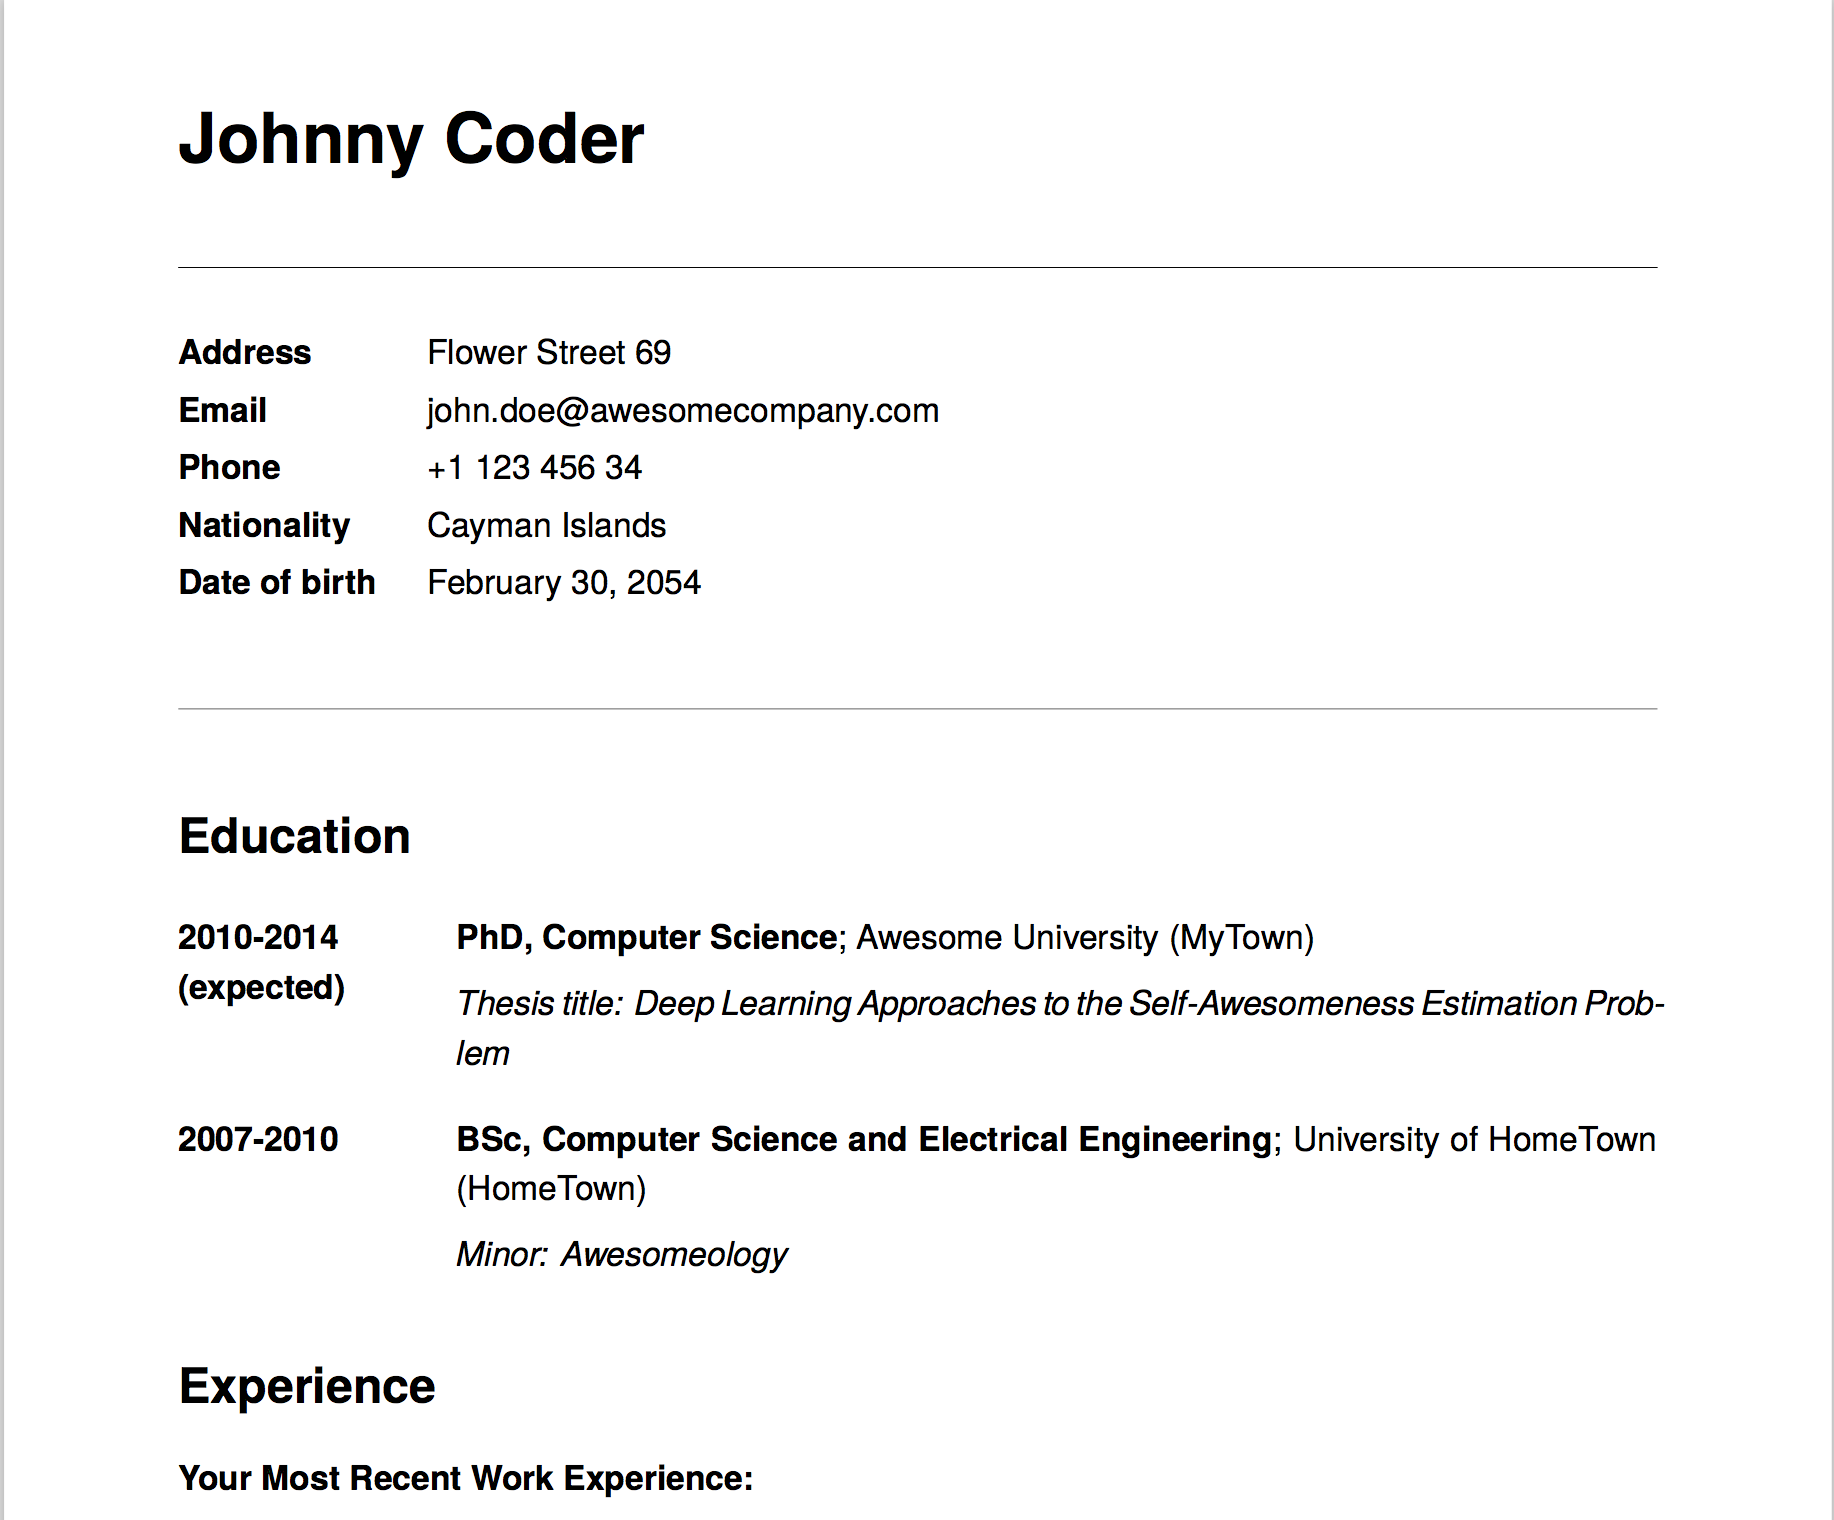 Johnny Coder
Address Flower Street 69
Email john.doe@awesomecompany.com
Phone +1 123 456 34
Nationality Cayman Islands
Date of birth February 30, 2054
Education
2010-2014 PhD, Computer Science; Awesome University (MyTown)
(expected)
Thesis title: Deep Learning Approaches to the Self-Awesomeness Estimation Prob-
lem
2007-2010 BSc, Computer Science and Electrical Engineering; University of HomeTown
(HomeTown)
Minor: Awesomeology
Experience
Your Most Recent Work Experience: